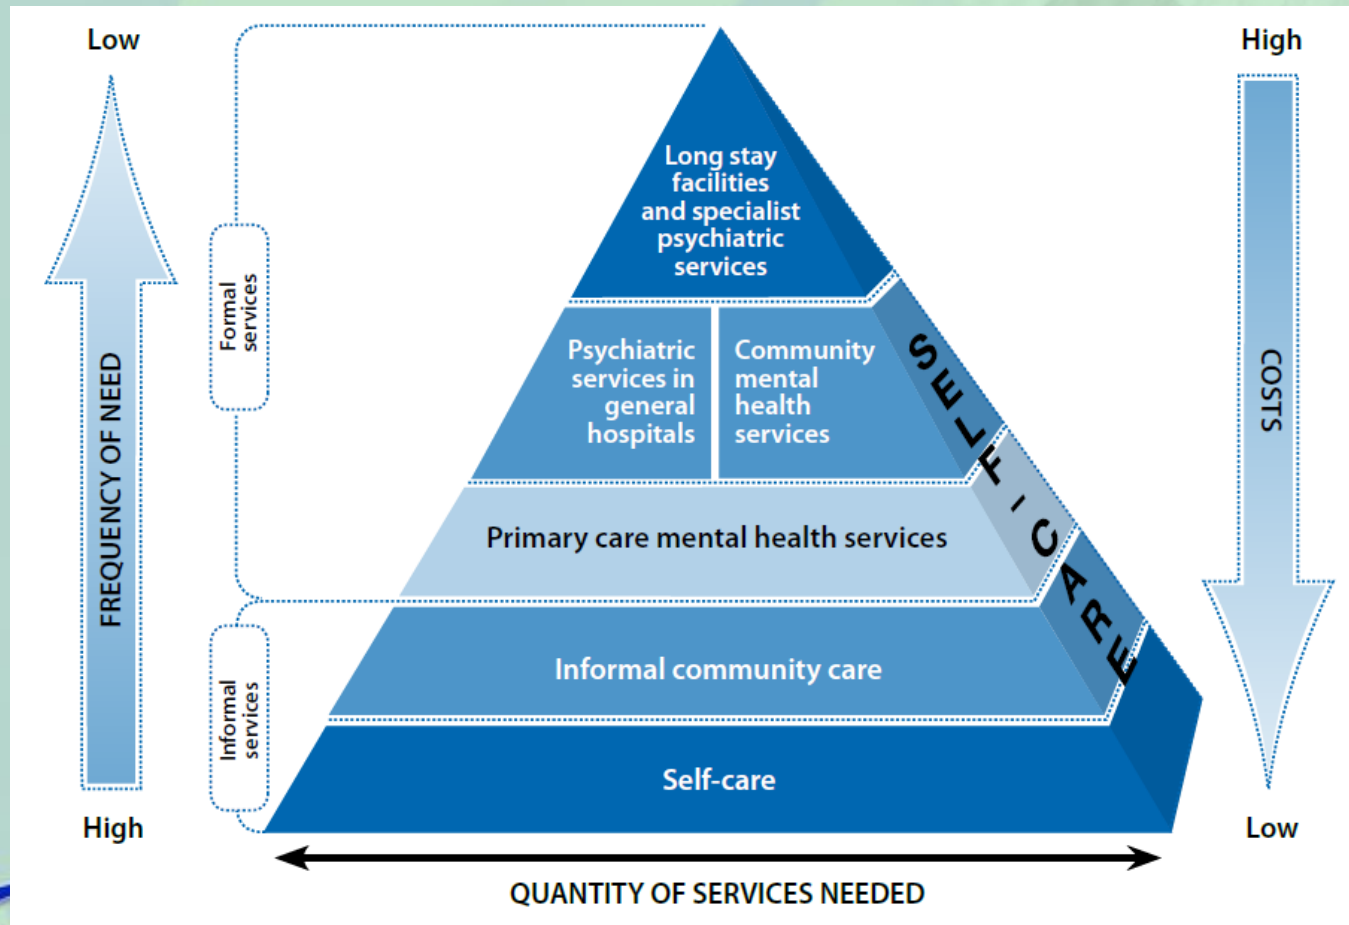 Low
High
Long stay
facilities
and specialist
psychiatric
services
Formal
services
Psychiatric
services in
general
hospitals
Community
mental
health
services
SELF-CARE
FREQUENCY OF NEED
COSTS
Primary care mental health services
Informal community care
Informal
services
Self-care
High
Low
QUANTITY OF SERVICES NEEDED